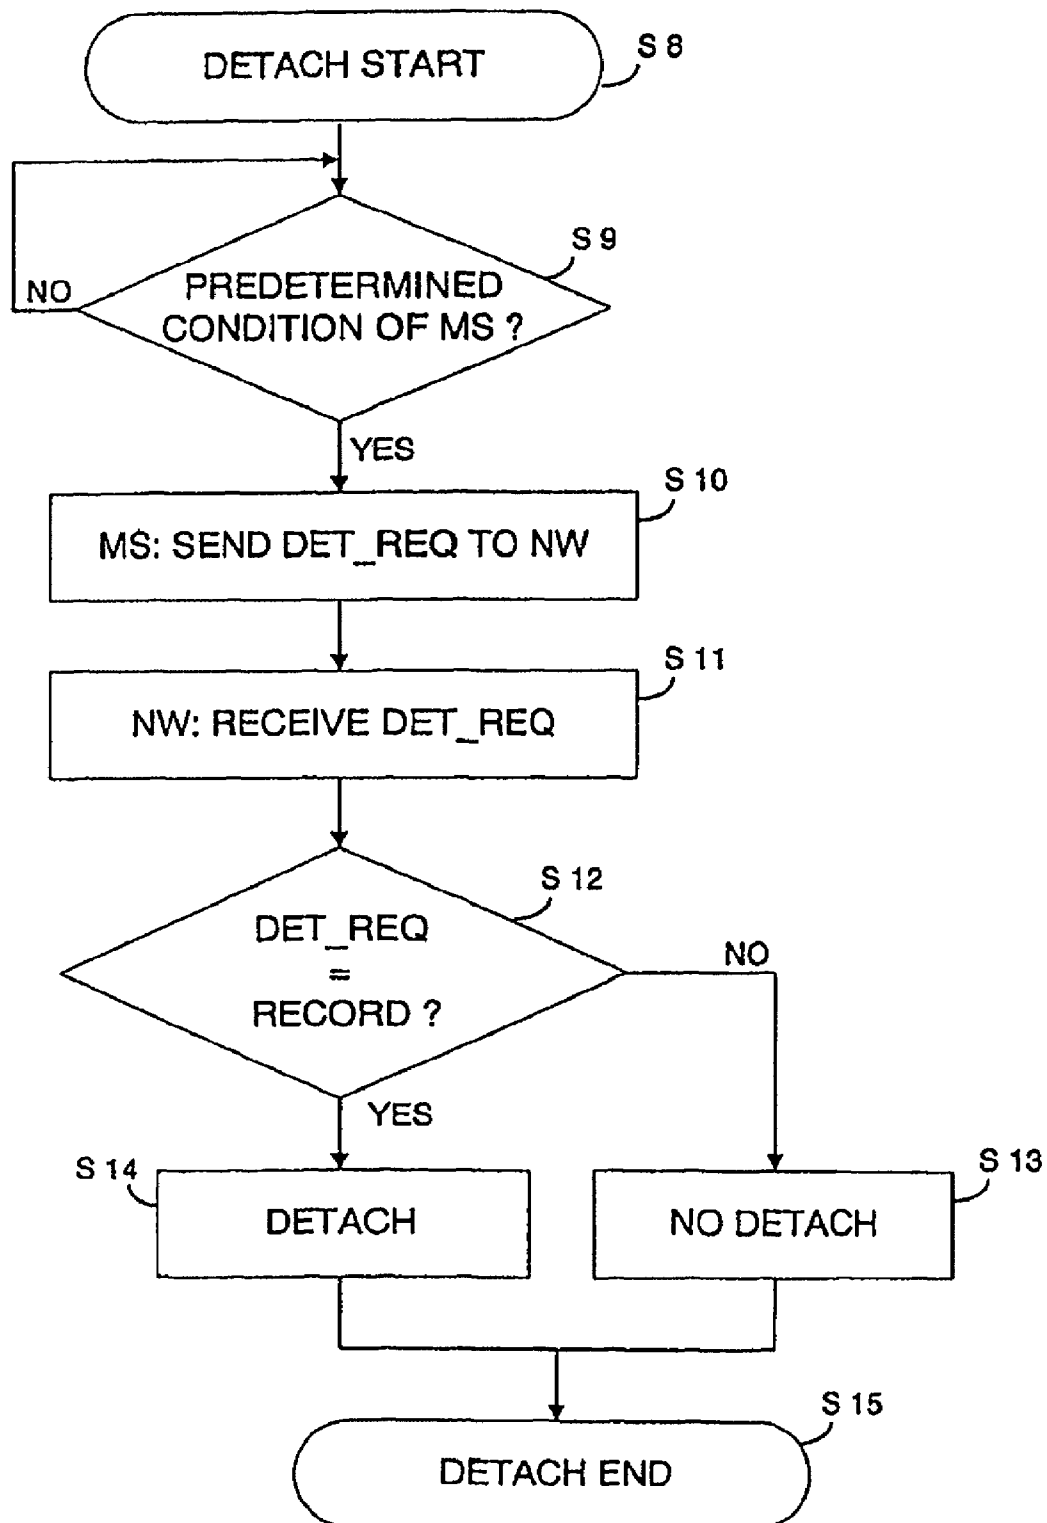 DETACH START
S 8
S 9
PREDETERMINED
CONDITION OF MS ?
NO
YES
S 10
MS: SEND DET_REQ TO NW
S 11
NW: RECEIVE DET_REQ
S 12
DET_REQ
=
RECORD ?
NO
YES
S 14
DETACH
S 13
NO DETACH
S 15
DETACH END